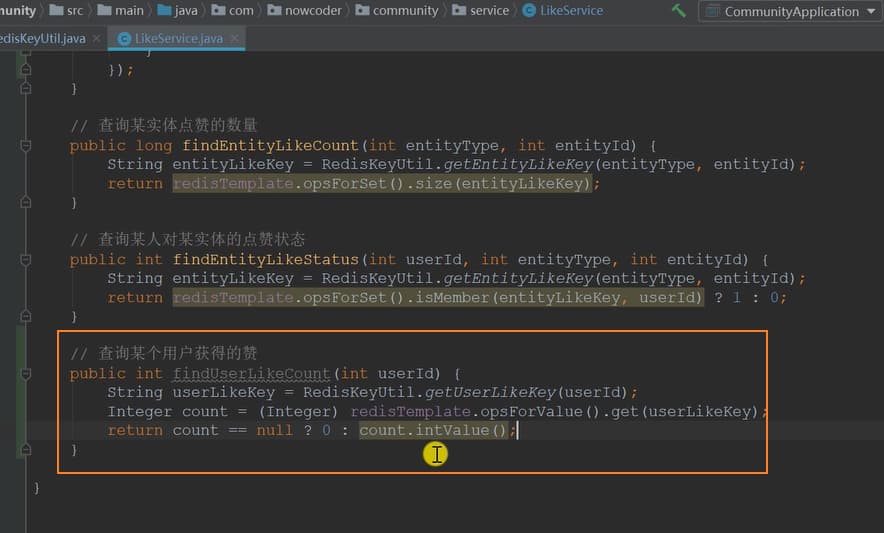 munity src main java com nowcoder community service LikeService CommunityApplication
edisKeyUtil.java LikeService.java
}
});
}
// 查询某实体点赞的数量
public long findEntityLikeCount(int entityType, int entityId) {
String entityLikeKey = RedisKeyUtil.getEntityLikeKey(entityType, entityId);
return redisTemplate.opsForSet().size(entityLikeKey);
}
// 查询某人对某实体的点赞状态
public int findEntityLikeStatus(int userId, int entityType, int entityId) {
String entityLikeKey = RedisKeyUtil.getEntityLikeKey(entityType, entityId);
return redisTemplate.opsForSet().isMember(entityLikeKey, userId) ? 1 : 0;
}
// 查询某个用户获得的赞
public int findUserLikeCount(int userId) {
String userLikeKey = RedisKeyUtil.getUserLikeKey(userId);
Integer count = (Integer) redisTemplate.opsForValue().get(userLikeKey);
return count == null ? 0 : count.intValue();
}
}